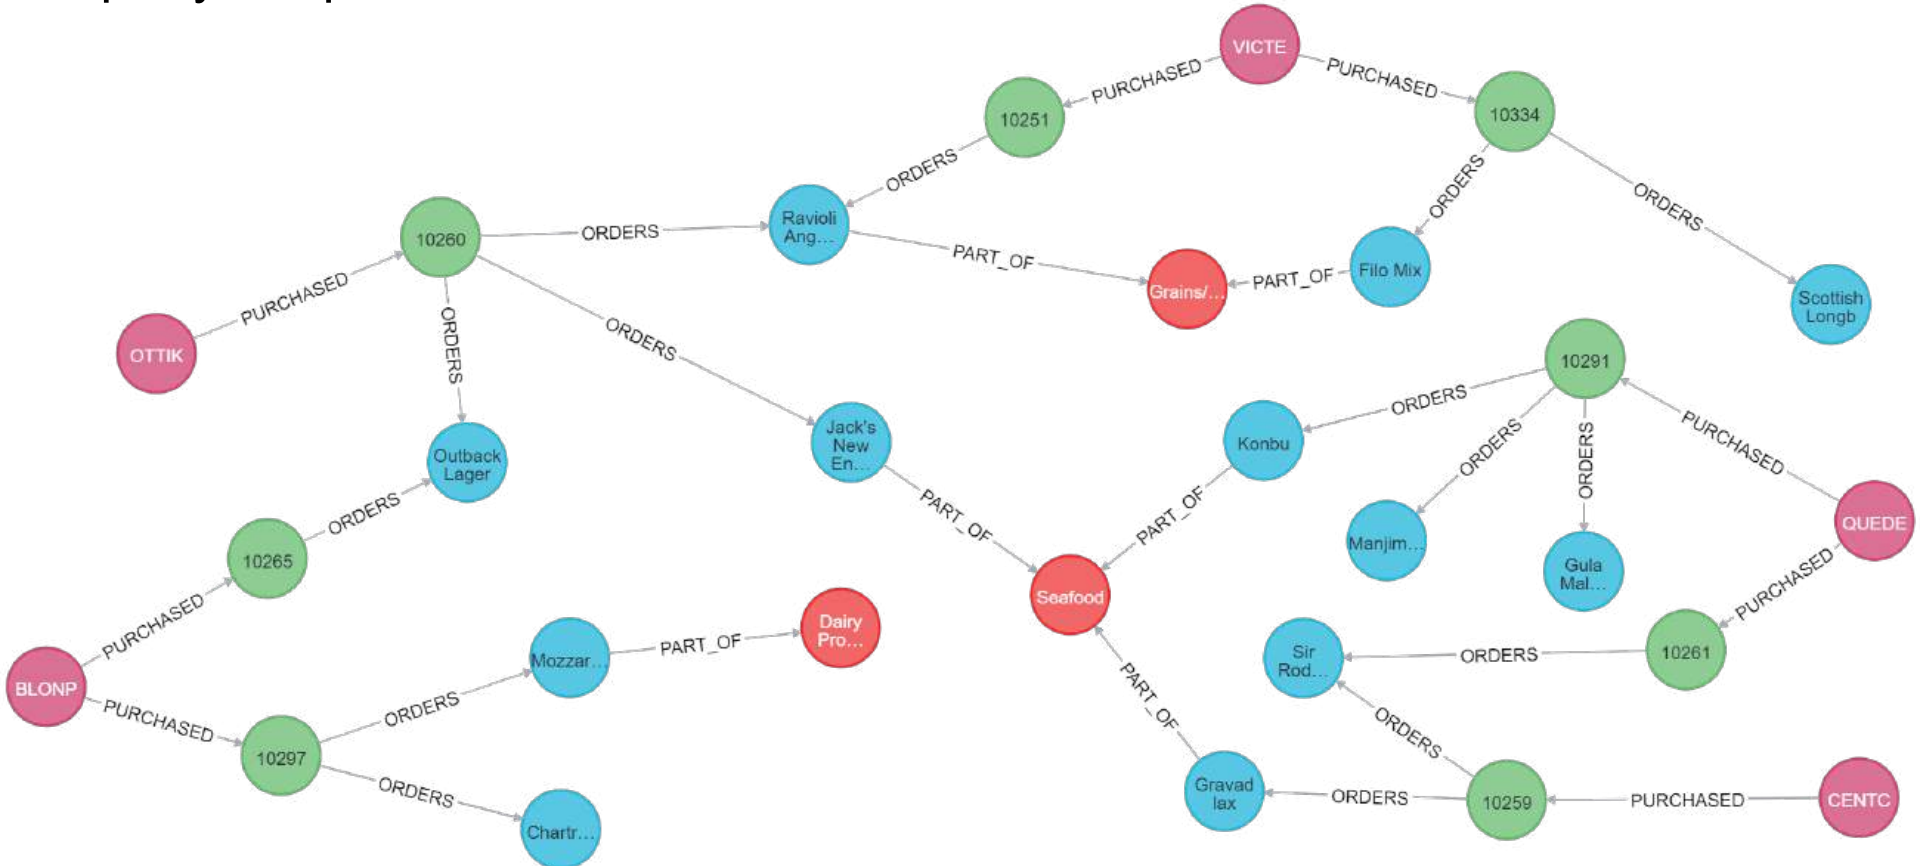 VICTE
PURCHASED
PURCHASED
10251
10334
ORDERS
ORDERS
ORDERS
Ravioli
Ang...
10260
ORDERS
PART_OF
Grains/...
PART_OF
Filo Mix
Scottish
Longb
PURCHASED
OTTIK
ORDERS
ORDERS
10291
ORDERS
PURCHASED
Jack's
New
En...
Konbu
ORDERS
ORDERS
Outback
Lager
ORDERS
PART_OF
PART_OF
Manjim...
QUEDE
10265
Gula
Mal...
PURCHASED
Seafood
PURCHASED
Dairy
Pro...
PART_OF
Mozzar...
Sir
Rod...
ORDERS
10261
BLONP
PART_OF
PURCHASED
ORDERS
ORDERS
10297
ORDERS
Chartr...
Gravad
lax
ORDERS
10259
PURCHASED
CENTC